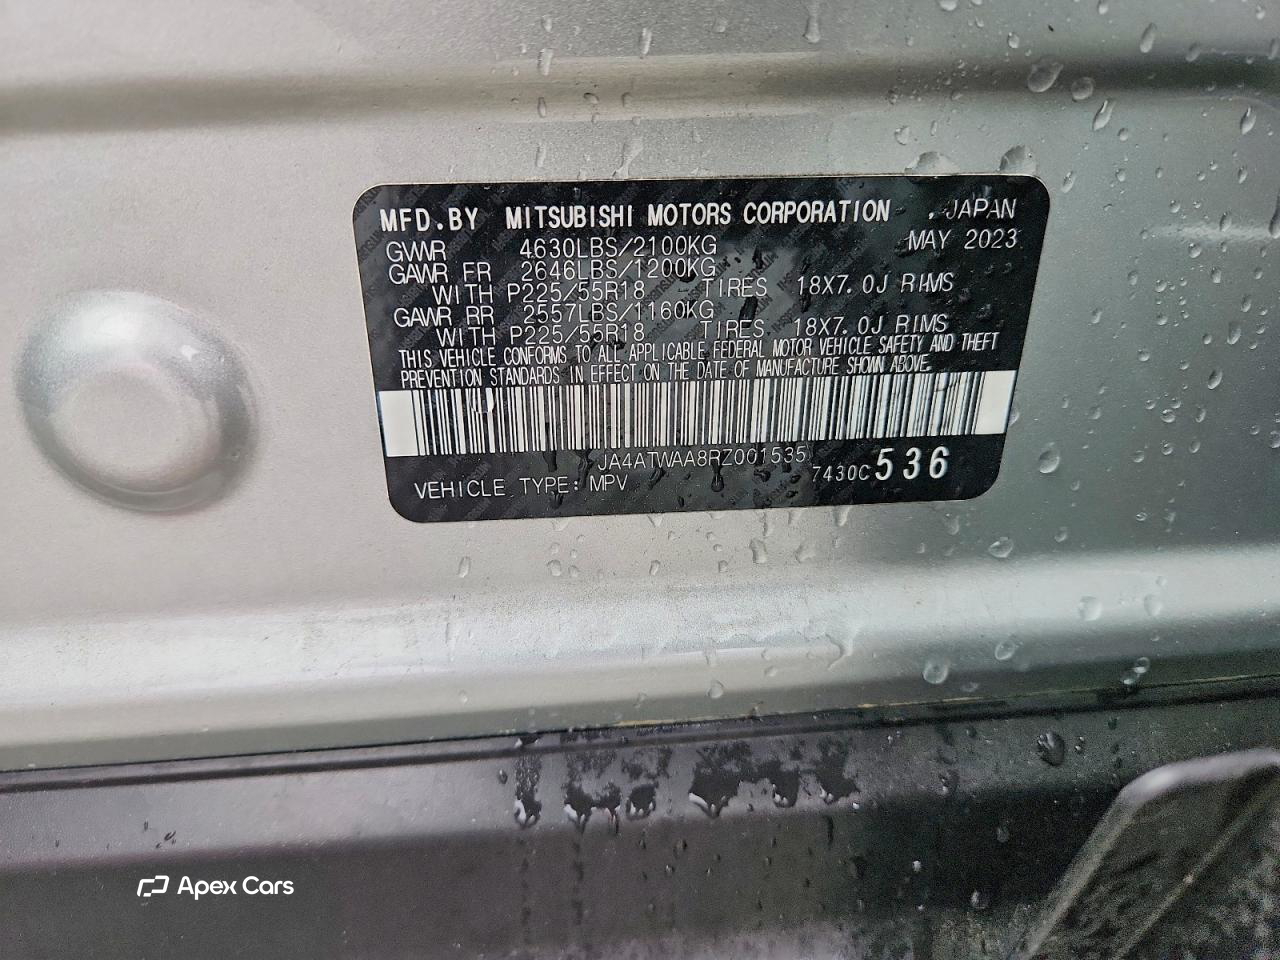 MFD.BY MITSUBISHI MOTORS CORPORATION . JAPAN
GVWR 4630LBS/2100KG MAY 2023
GAWR FR 2646LBS/1200KG
WITH P225/55R18 TIRES 18X7.0J RIMS
GAWR RR 2557LBS/1160KG
WITH P225/55R18 TIRES 18X7.0J RIMS
THIS VEHICLE CONFORMS TO ALL APPLICABLE FEDERAL MOTOR VEHICLE SAFETY AND THEFT
PREVENTION STANDARDS IN EFFECT ON THE DATE OF MANUFACTURE SHOWN ABOVE.
JA4ATWAA8RZ001535
VEHICLE TYPE: MPV 7430C 536
Apex Cars